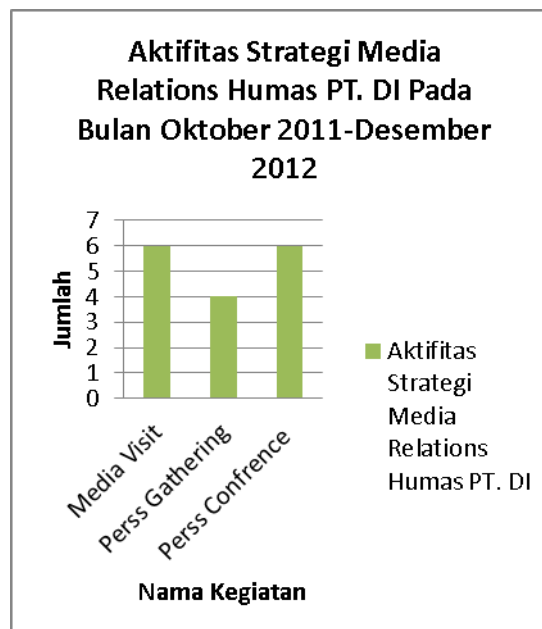 Aktifitas Strategi Media
Relations Humas PT. DI Pada
Bulan Oktober 2011-Desember
2012
7
6
5
4
3
2
1
0
Jumlah
Media Visit
Perss Gathering
Perss Confrence
Nama Kegiatan
Aktifitas
Strategi
Media
Relations
Humas PT. DI